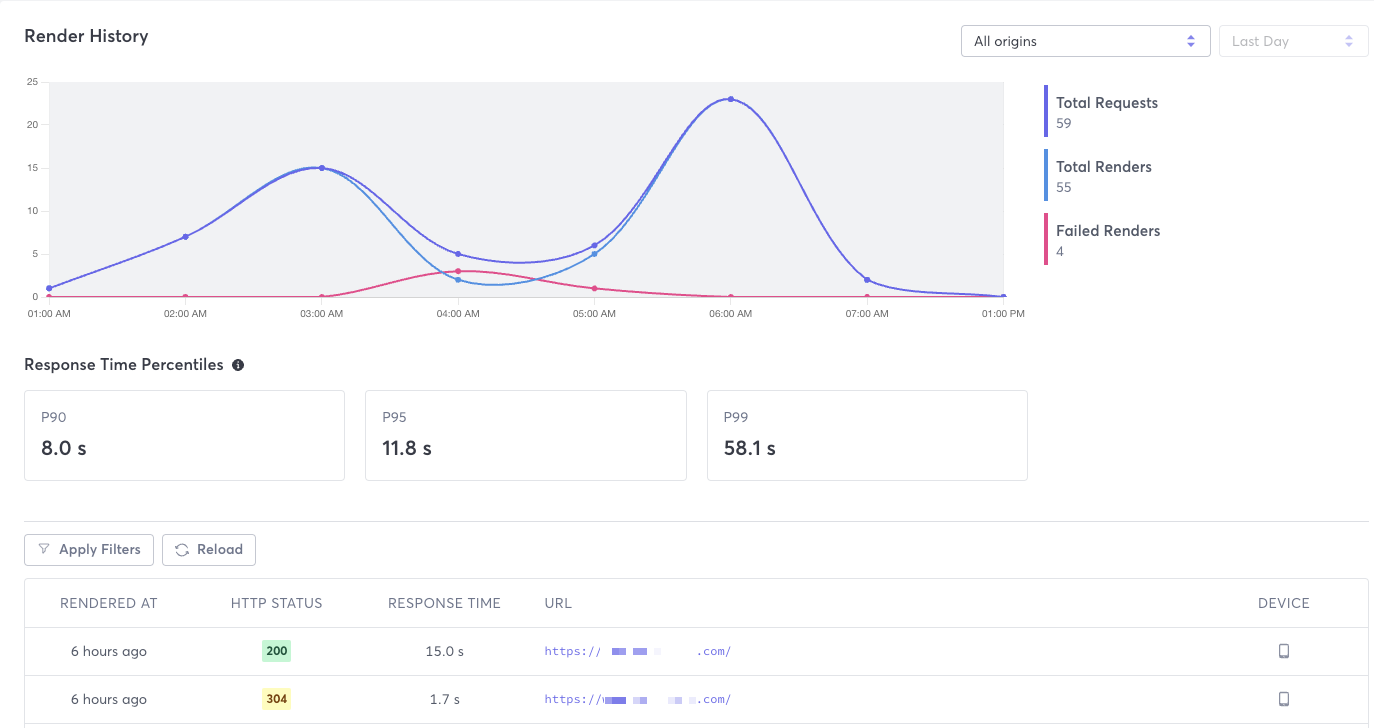 Render History
All origins
Last Day
25
20
15
10
5
0
01:00 AM 02:00 AM 03:00 AM 04:00 AM 05:00 AM 06:00 AM 07:00 AM 01:00 PM
Total Requests
59
Total Renders
55
Failed Renders
4
Response Time Percentiles
P90
8.0 s
P95
11.8 s
P99
58.1 s
Apply Filters
Reload
RENDERED AT HTTP STATUS RESPONSE TIME URL DEVICE
6 hours ago 200 15.0 s https:// .com/
6 hours ago 304 1.7 s https:// .com/